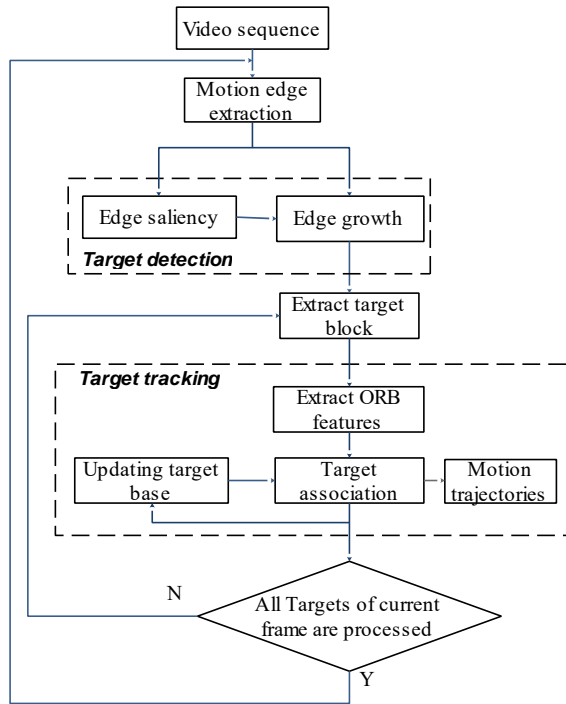 Video sequence
Motion edge
extraction
Edge saliency
Edge growth
Target detection
Extract target
block
Target tracking
Extract ORB
features
Updating target
base
Target
association
Motion
trajectories
N
All Targets of current
frame are processed
Y